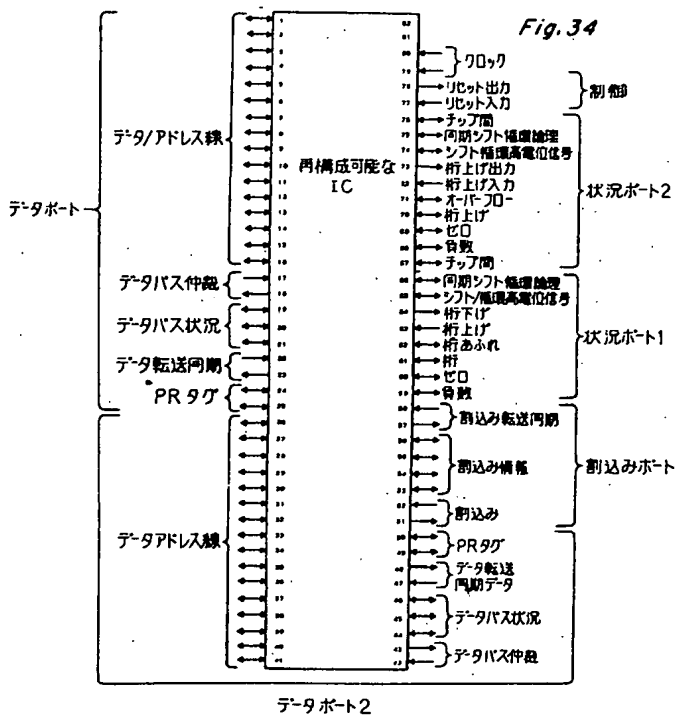 Fig. 34
データポート
データ/アドレス線
データバス仲裁
データバス状況
データ転送同期
PRタグ
データアドレス線
再構成可能な
IC
クロック
リセット出力
リセット入力
制御
チップ間
同期シフト循環論理
シフト循環高電位信号
桁上げ出力
桁上げ入力
オーバーフロー
桁上げ
ゼロ
負数
チップ間
状況ポート2
同期シフト循環論理
シフト/循環高電位信号
桁下げ
桁上げ
桁あふれ
桁
ゼロ
負数
状況ポート1
割込み転送同期
割込み情報
割込み
割込みポート
PRタグ
データ転送
同期データ
データバス状況
データバス仲裁
データポート2